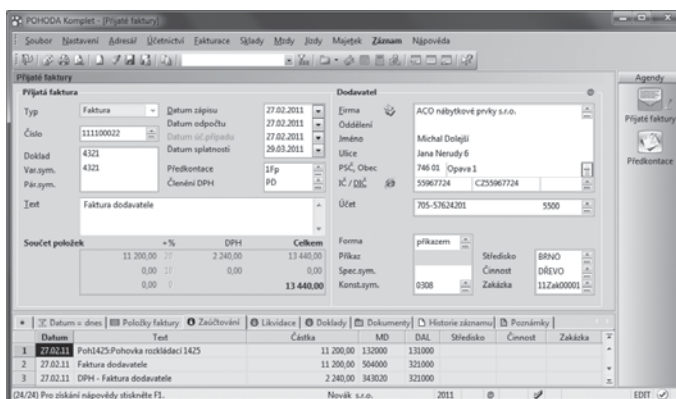 POHODA Komplet - [Přijaté faktury]
Soubor Nastavení Adresář Účetnictví Fakturace Sklady Mzdy Jízdy Majetek Záznam Nápověda
Přijaté faktury
Agendy
Přijatá faktura
Dodavatel
Typ Faktura
Číslo 111100022
Doklad 4321
Var.sym. 4321
Pár.sym.
Datum zápisu 27.02.2011
Datum odpočtu 27.02.2011
Datum úč.případu 27.02.2011
Datum splatnosti 29.03.2011
Předkontace 1Fp
Členění DPH PD
Text Faktura dodavatele
Firma ACO nábytkové prvky s.r.o.
Oddělení
Jméno Michal Dolejší
Ulice Jana Nerudy 6
PSČ, Obec 746 01 Opava 1
IČ / DIČ 55967724 CZ55967724
Účet 705-57624201 5500
Součet položek + % DPH Celkem
11 200,00 20 2 240,00 13 440,00
0,00 10 0,00 0,00
0,00 0 13 440,00
Forma příkazem
Příkaz
Spec.sym.
Konst.sym. 0308
Středisko BRNO
Činnost DŘEVO
Zakázka 11Zak00001
Přijaté faktury
Předkontace
Datum = dnes Položky faktury Zaúčtování Likvidace Doklady Dokumenty Historie záznamu Poznámky
Datum Text Částka MD DAL Středisko Činnost Zakázka
1 27.02.11 Poh1425:Pohovka rozkládací 1425 11 200,00 132000 131000
2 27.02.11 Faktura dodavatele 11 200,00 504000 321000
3 27.02.11 DPH - Faktura dodavatele 2 240,00 343020 321000
(24/24) Pro získání nápovědy stiskněte F1. Novák s.r.o. 2011 @ EDIT